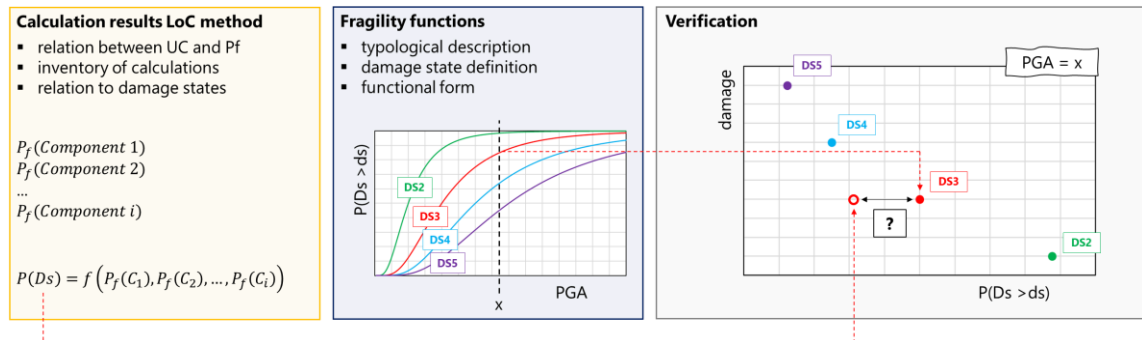 Calculation results LoC method
▪ relation between UC and Pf
▪ inventory of calculations
▪ relation to damage states
P_f(Component 1)
P_f(Component 2)
...
P_f(Component i)
P(Ds) = f(P_f(C_1), P_f(C_2), ..., P_f(C_i))
Fragility functions
▪ typological description
▪ damage state definition
▪ functional form
P(Ds >ds)
DS2
DS3
DS4
DS5
PGA
x
Verification
PGA = x
damage
DS5
DS4
DS3
?
DS2
P(Ds >ds)